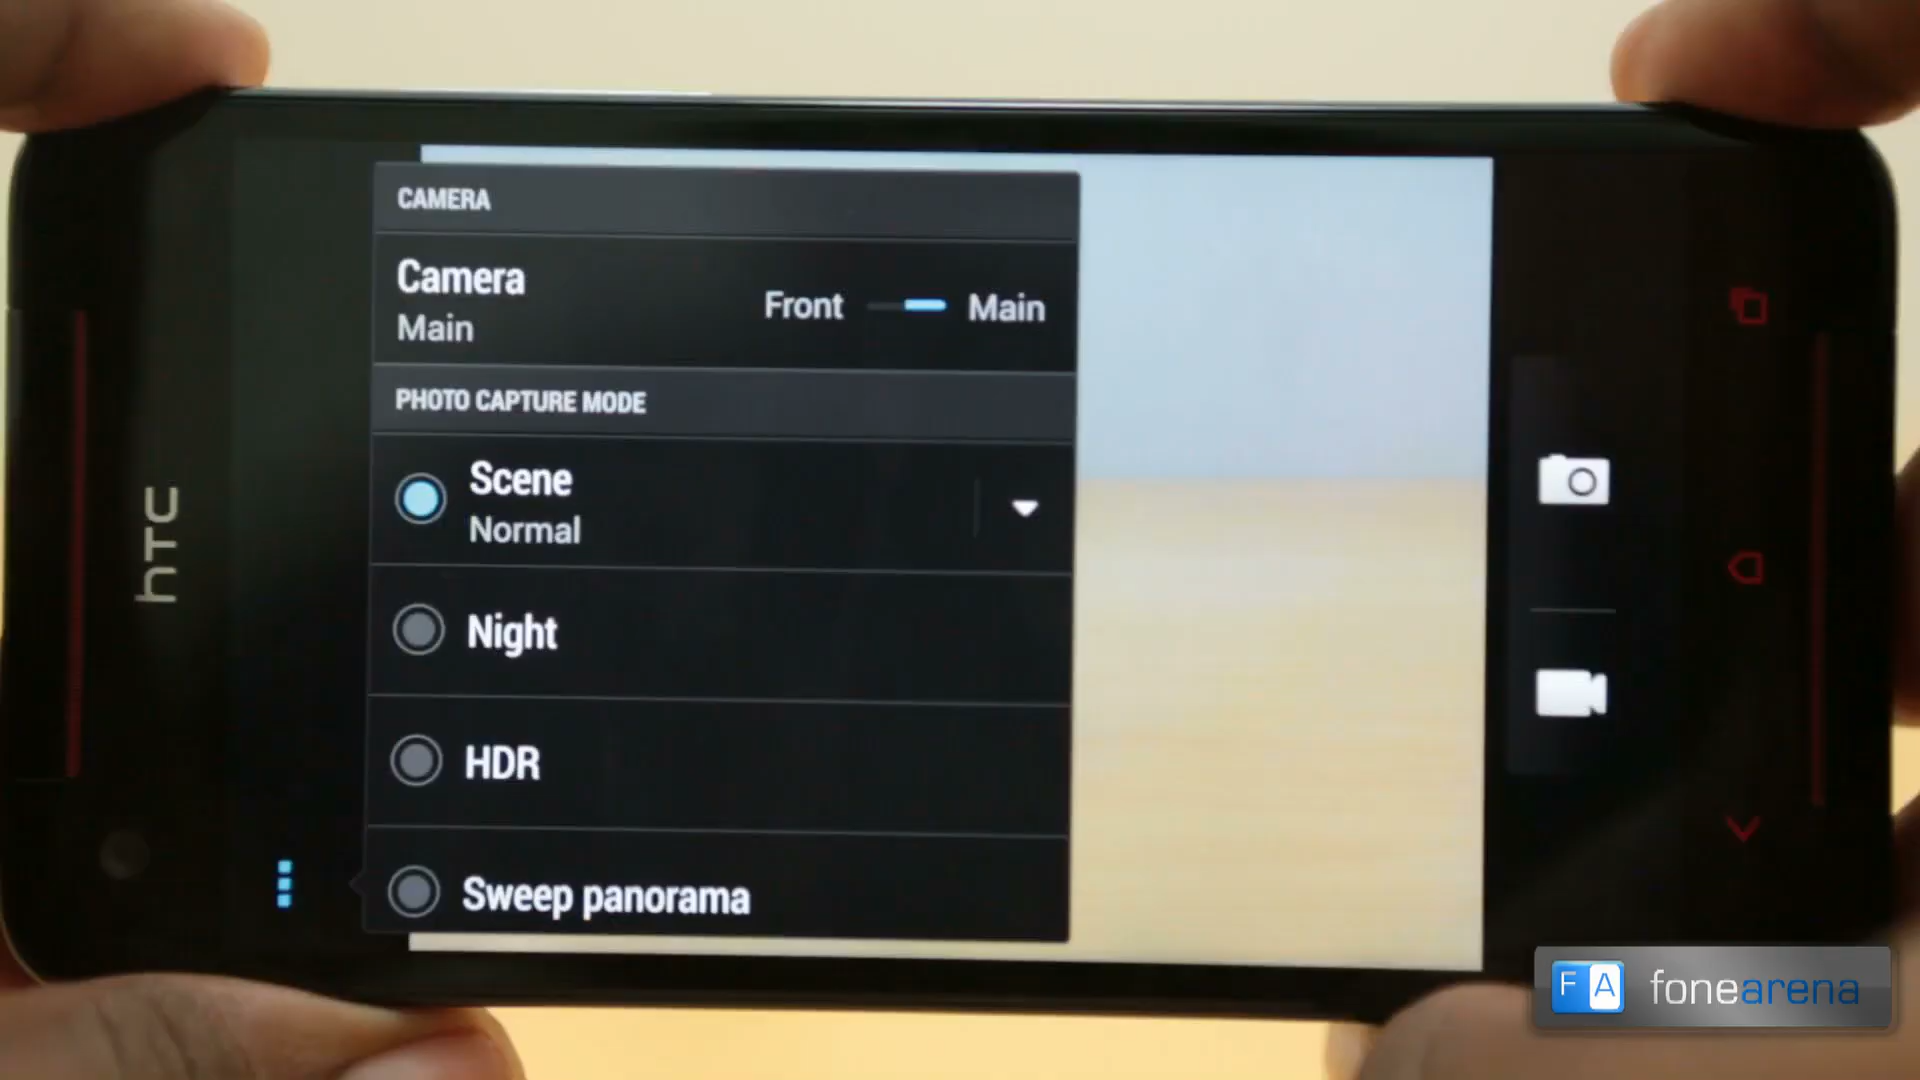 CAMERA
Camera
Main
Front
Main
PHOTO CAPTURE MODE
Scene
Normal
Night
HDR
Sweep panorama
hTC
FA fonearena